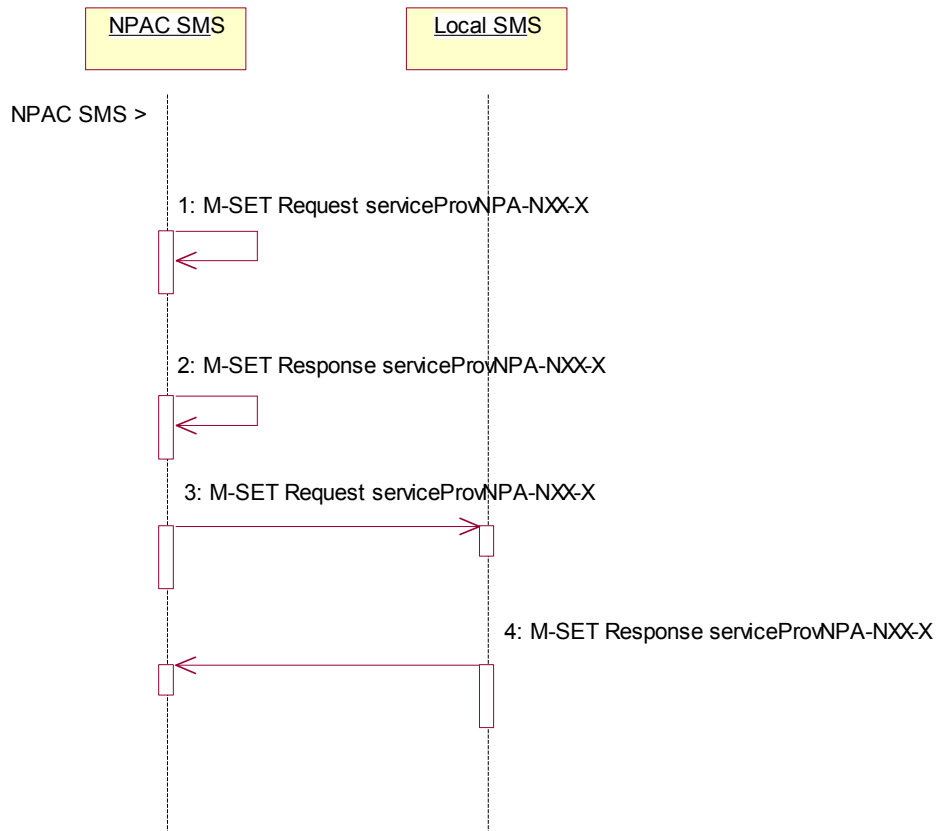 NPAC SMS
Local SMS
NPAC SMS >
1: M-SET Request serviceProvNPA-NXX-X
2: M-SET Response serviceProvNPA-NXX-X
3: M-SET Request serviceProvNPA-NXX-X
4: M-SET Response serviceProvNPA-NXX-X